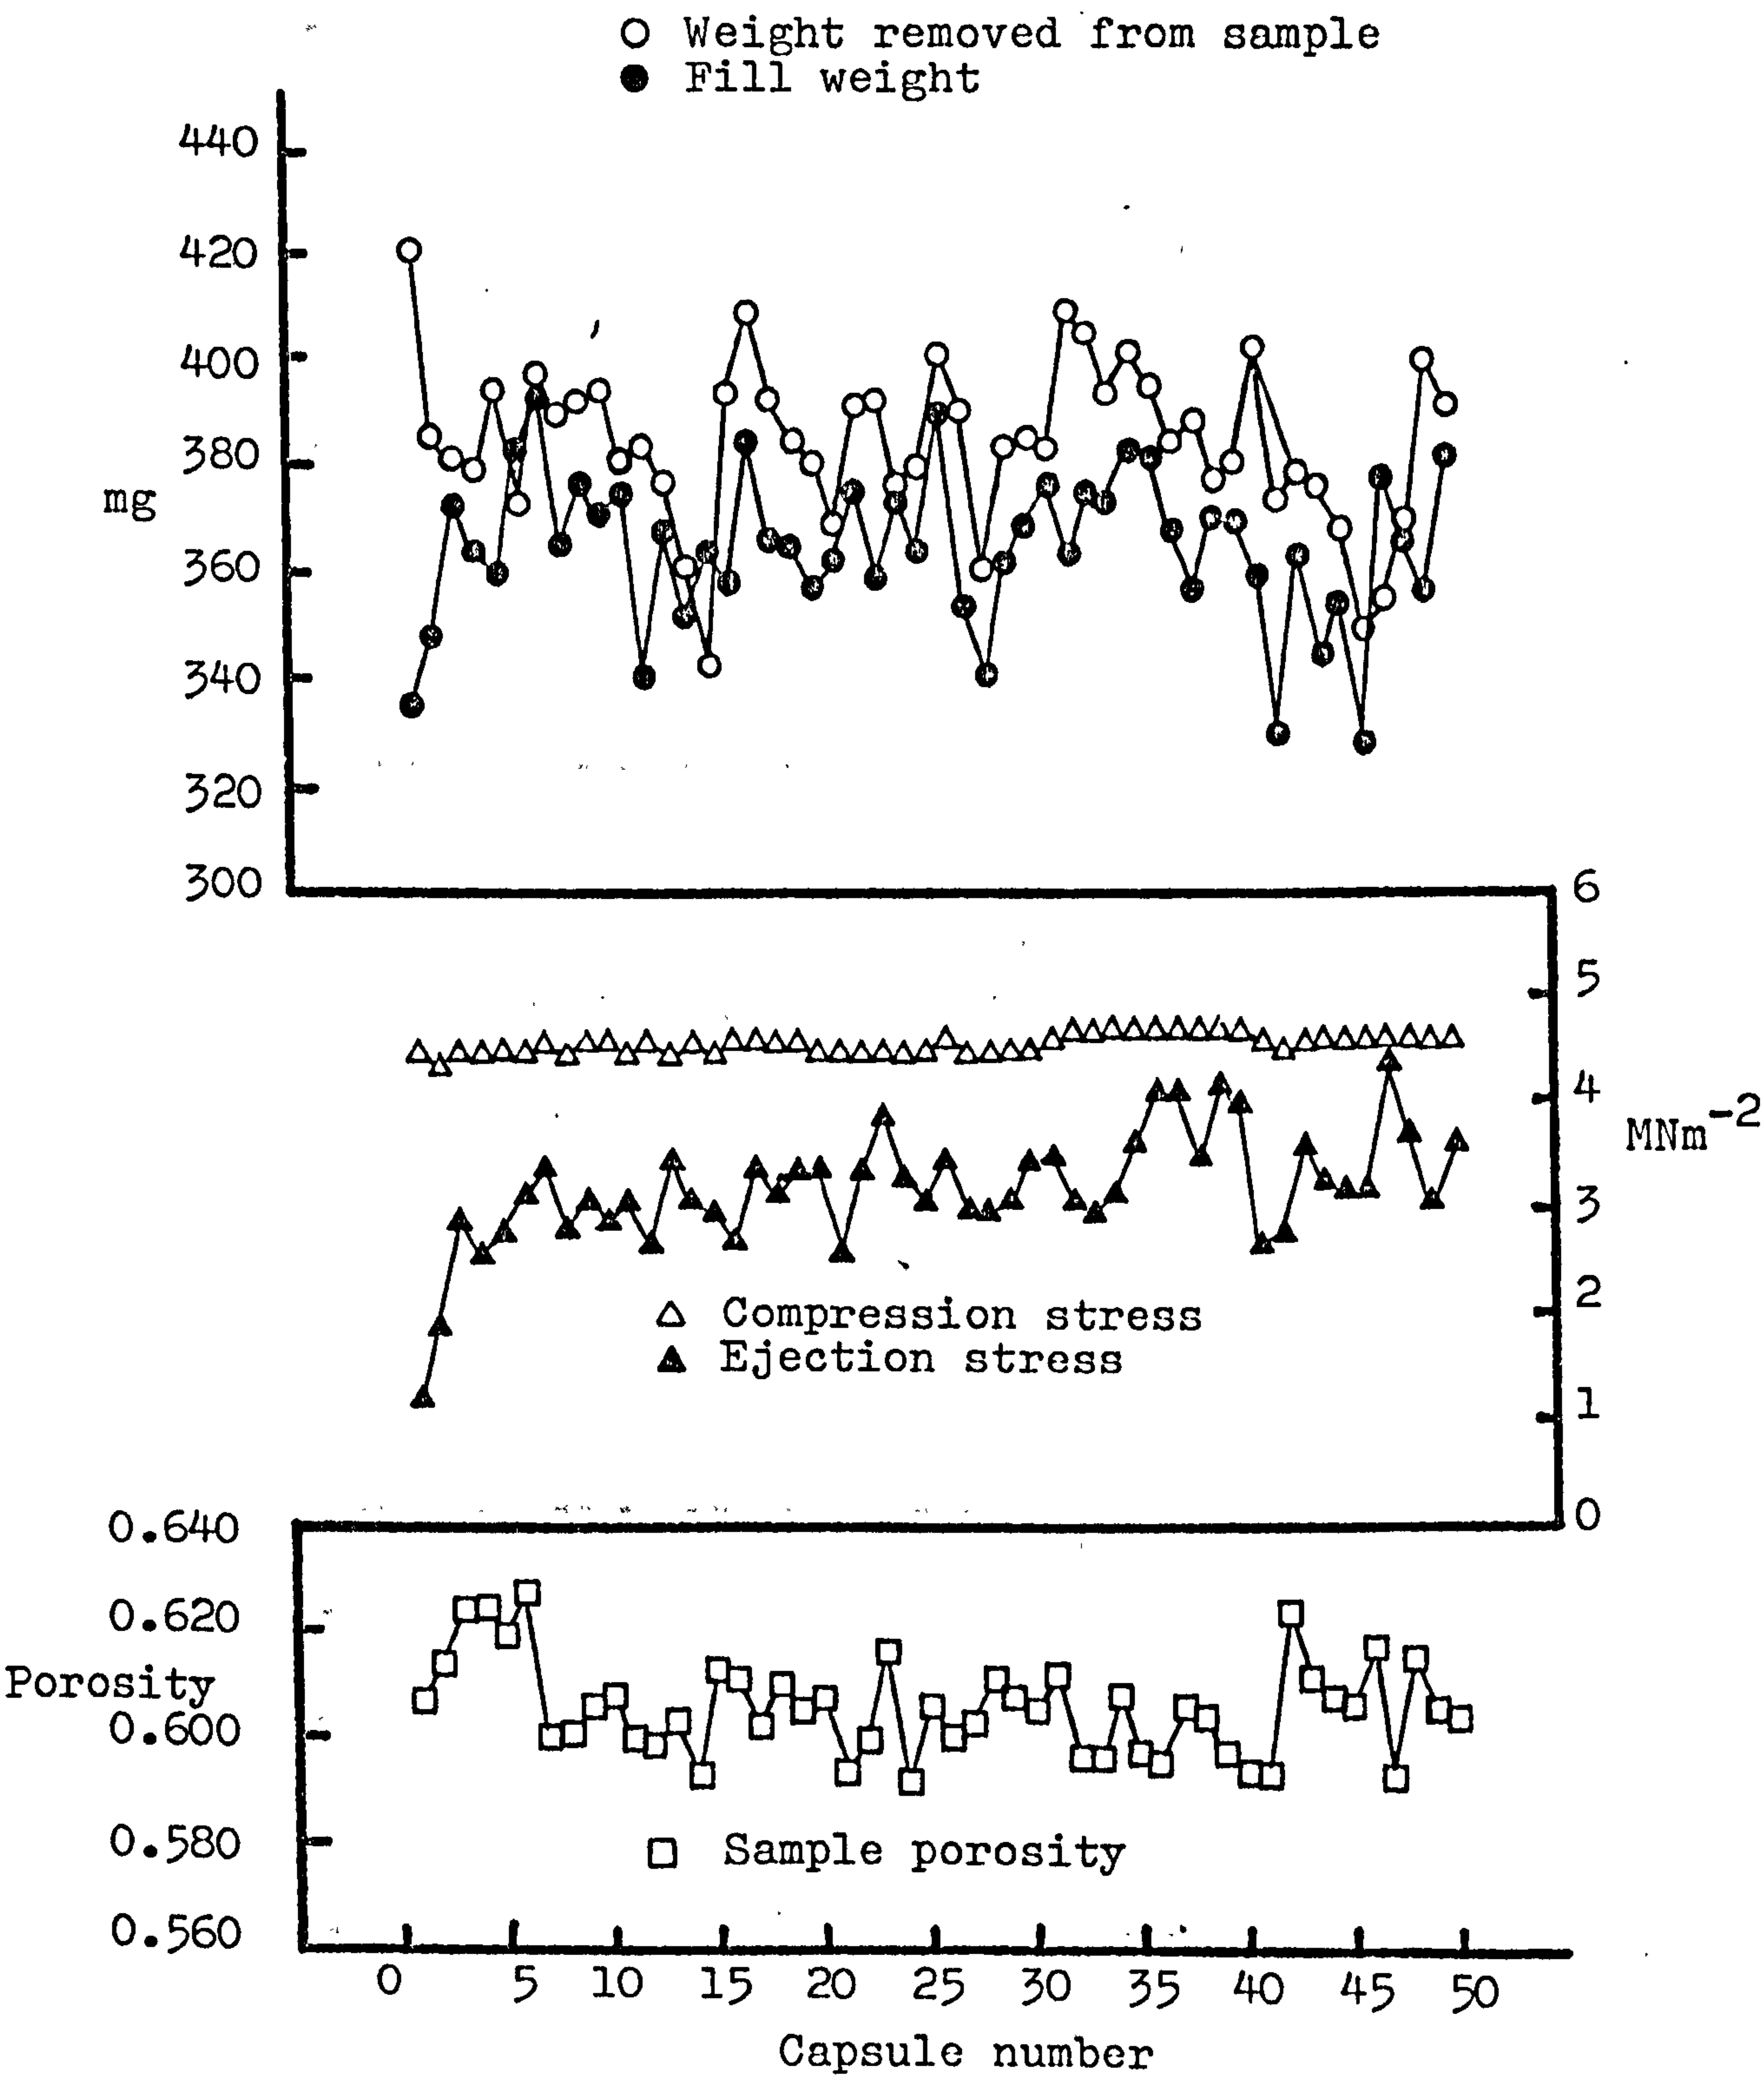 Weight removed from sample
Fill weight
440
420
400
380
mg
360
340
320
300
6
5
4
MNm⁻²
3
2
Compression stress
Ejection stress
1
0
0.640
0.620
Porosity
0.600
0.580
Sample porosity
0.560
0 5 10 15 20 25 30 35 40 45 50
Capsule number